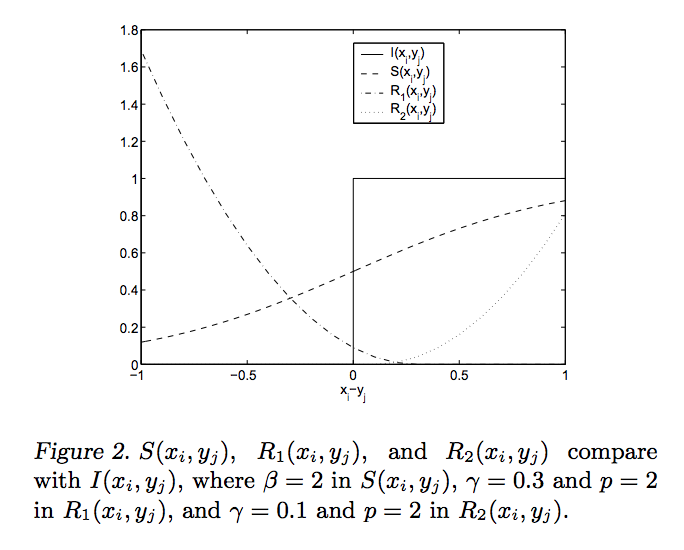 1.8
I(xᵢ,yⱼ)
S(xᵢ,yⱼ)
R₁(xᵢ,yⱼ)
R₂(xᵢ,yⱼ)
1.6
1.4
1.2
1
0.8
0.6
0.4
0.2
0
−1 −0.5 0 0.5 1
xᵢ−yⱼ
Figure 2. S(xᵢ, yⱼ), R₁(xᵢ, yⱼ), and R₂(xᵢ, yⱼ) compare
with I(xᵢ, yⱼ), where β = 2 in S(xᵢ, yⱼ), γ = 0.3 and p = 2
in R₁(xᵢ, yⱼ), and γ = 0.1 and p = 2 in R₂(xᵢ, yⱼ).